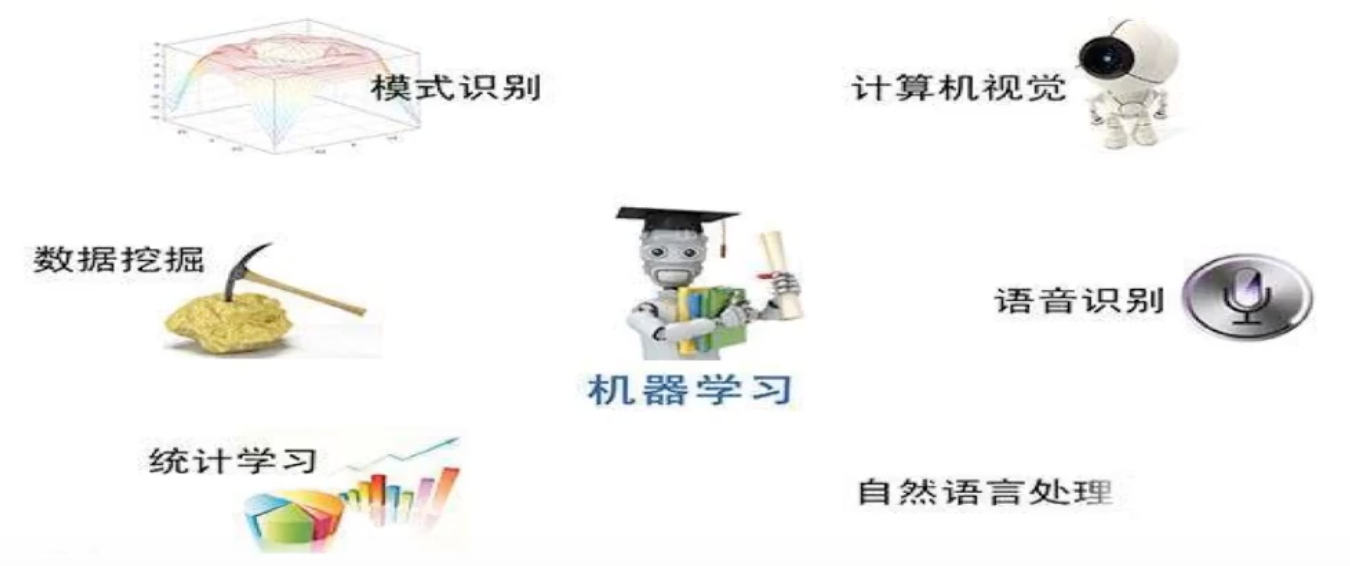 模式识别
计算机视觉
数据挖掘
语音识别
机器学习
统计学习
自然语言处理